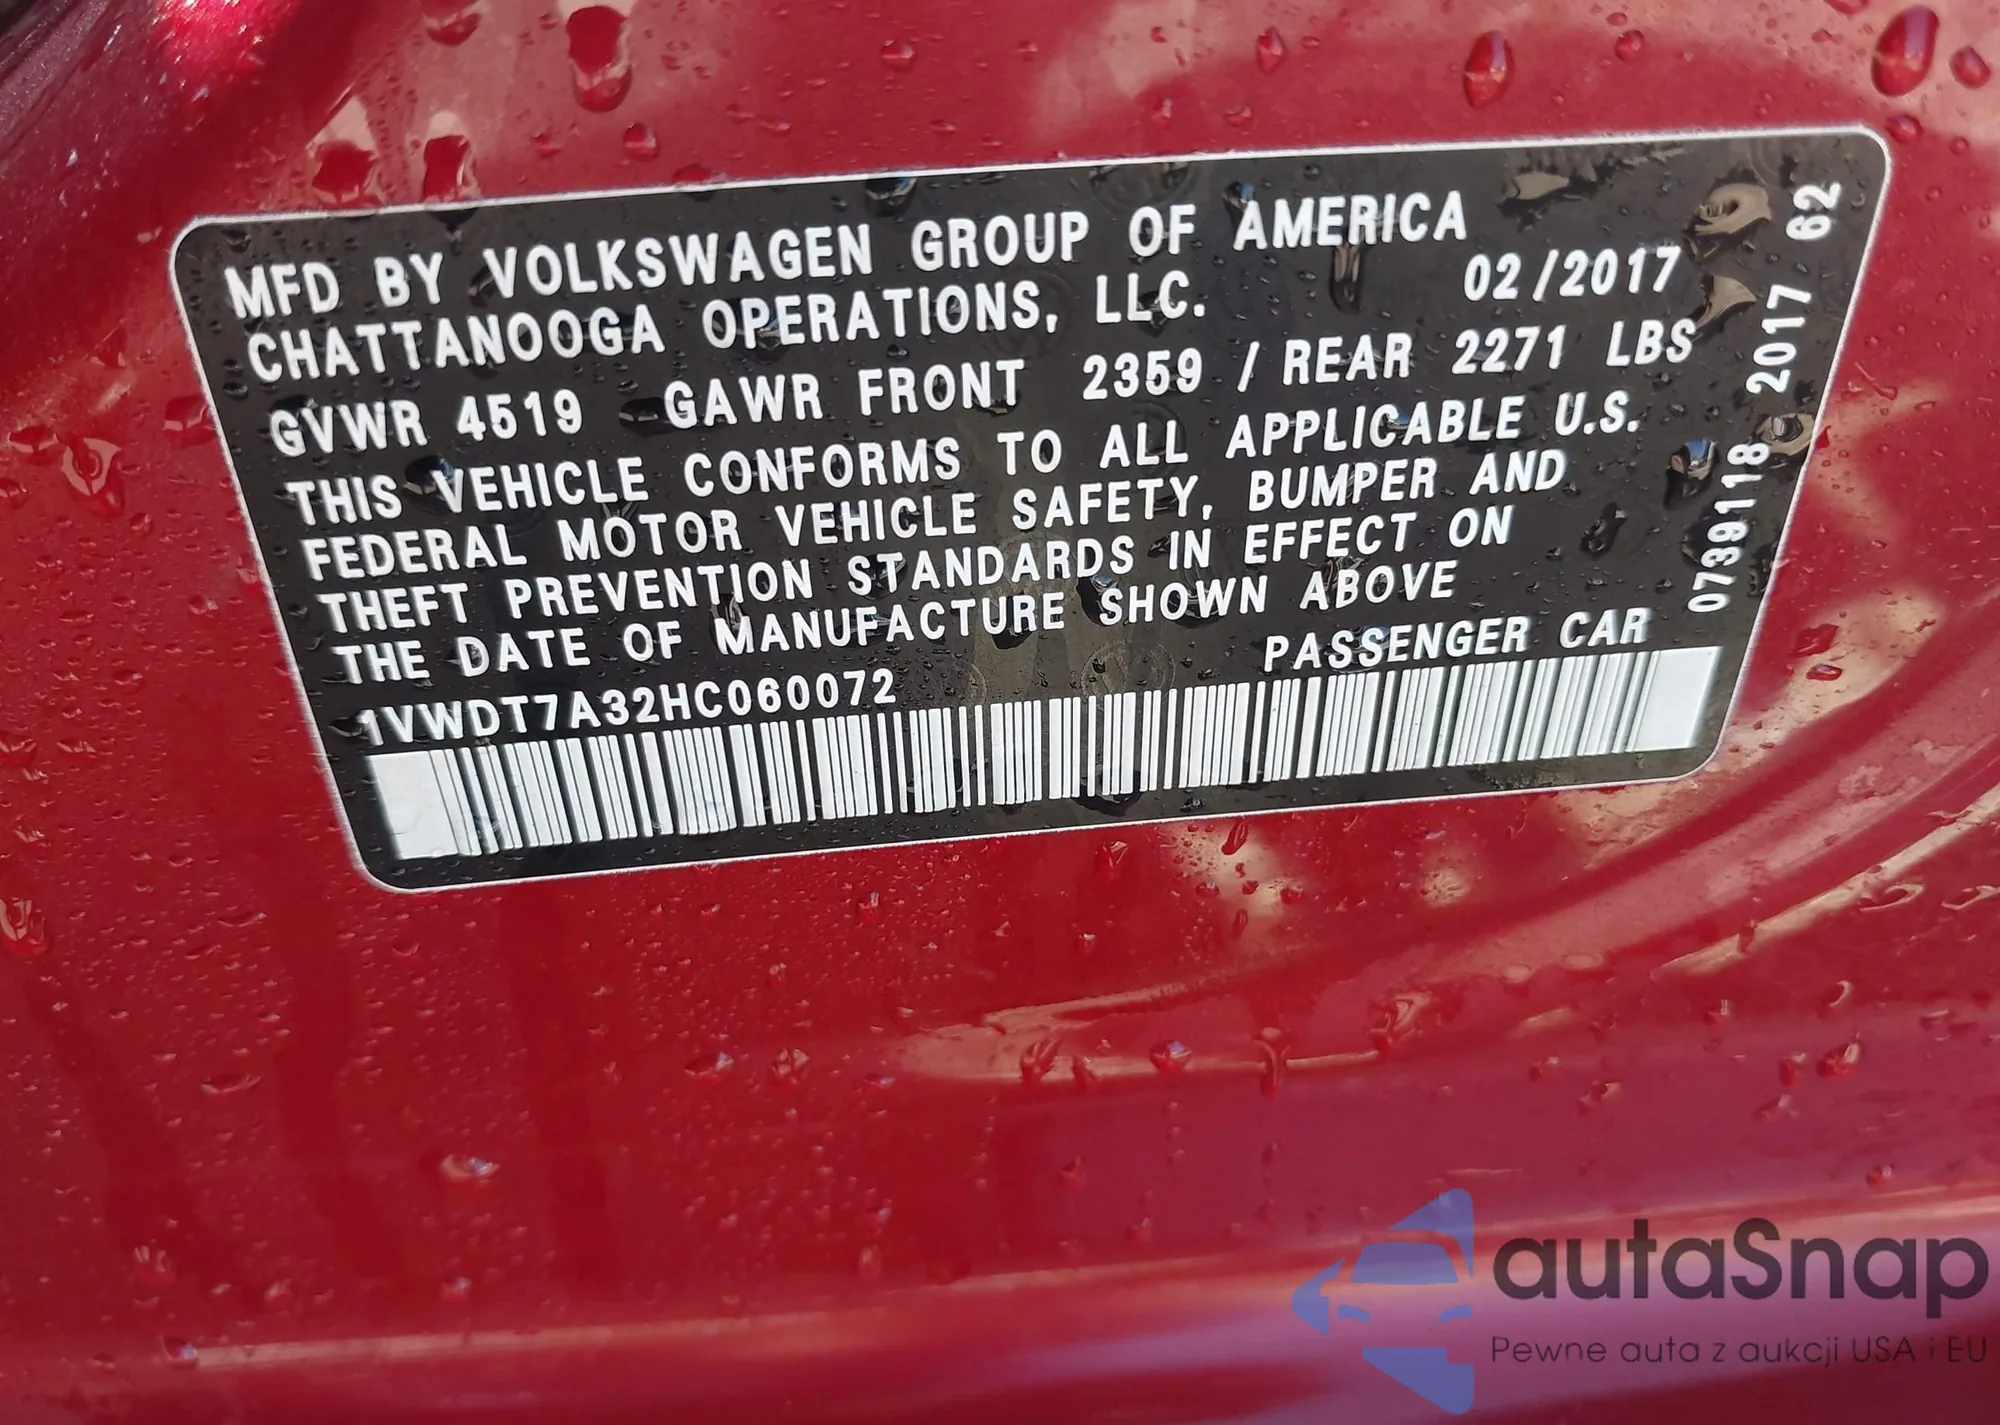 MFD BY VOLKSWAGEN GROUP OF AMERICA
CHATTANOOGA OPERATIONS, LLC. 02/2017
GVWR 4519 GAWR FRONT 2359 / REAR 2271 LBS
THIS VEHICLE CONFORMS TO ALL APPLICABLE U.S.
FEDERAL MOTOR VEHICLE SAFETY, BUMPER AND
THEFT PREVENTION STANDARDS IN EFFECT ON
THE DATE OF MANUFACTURE SHOWN ABOVE
PASSENGER CAR
1VWDT7A32HC060072
0739118 2017 62
autaSnap
Pewne auta z aukcji USA i EU